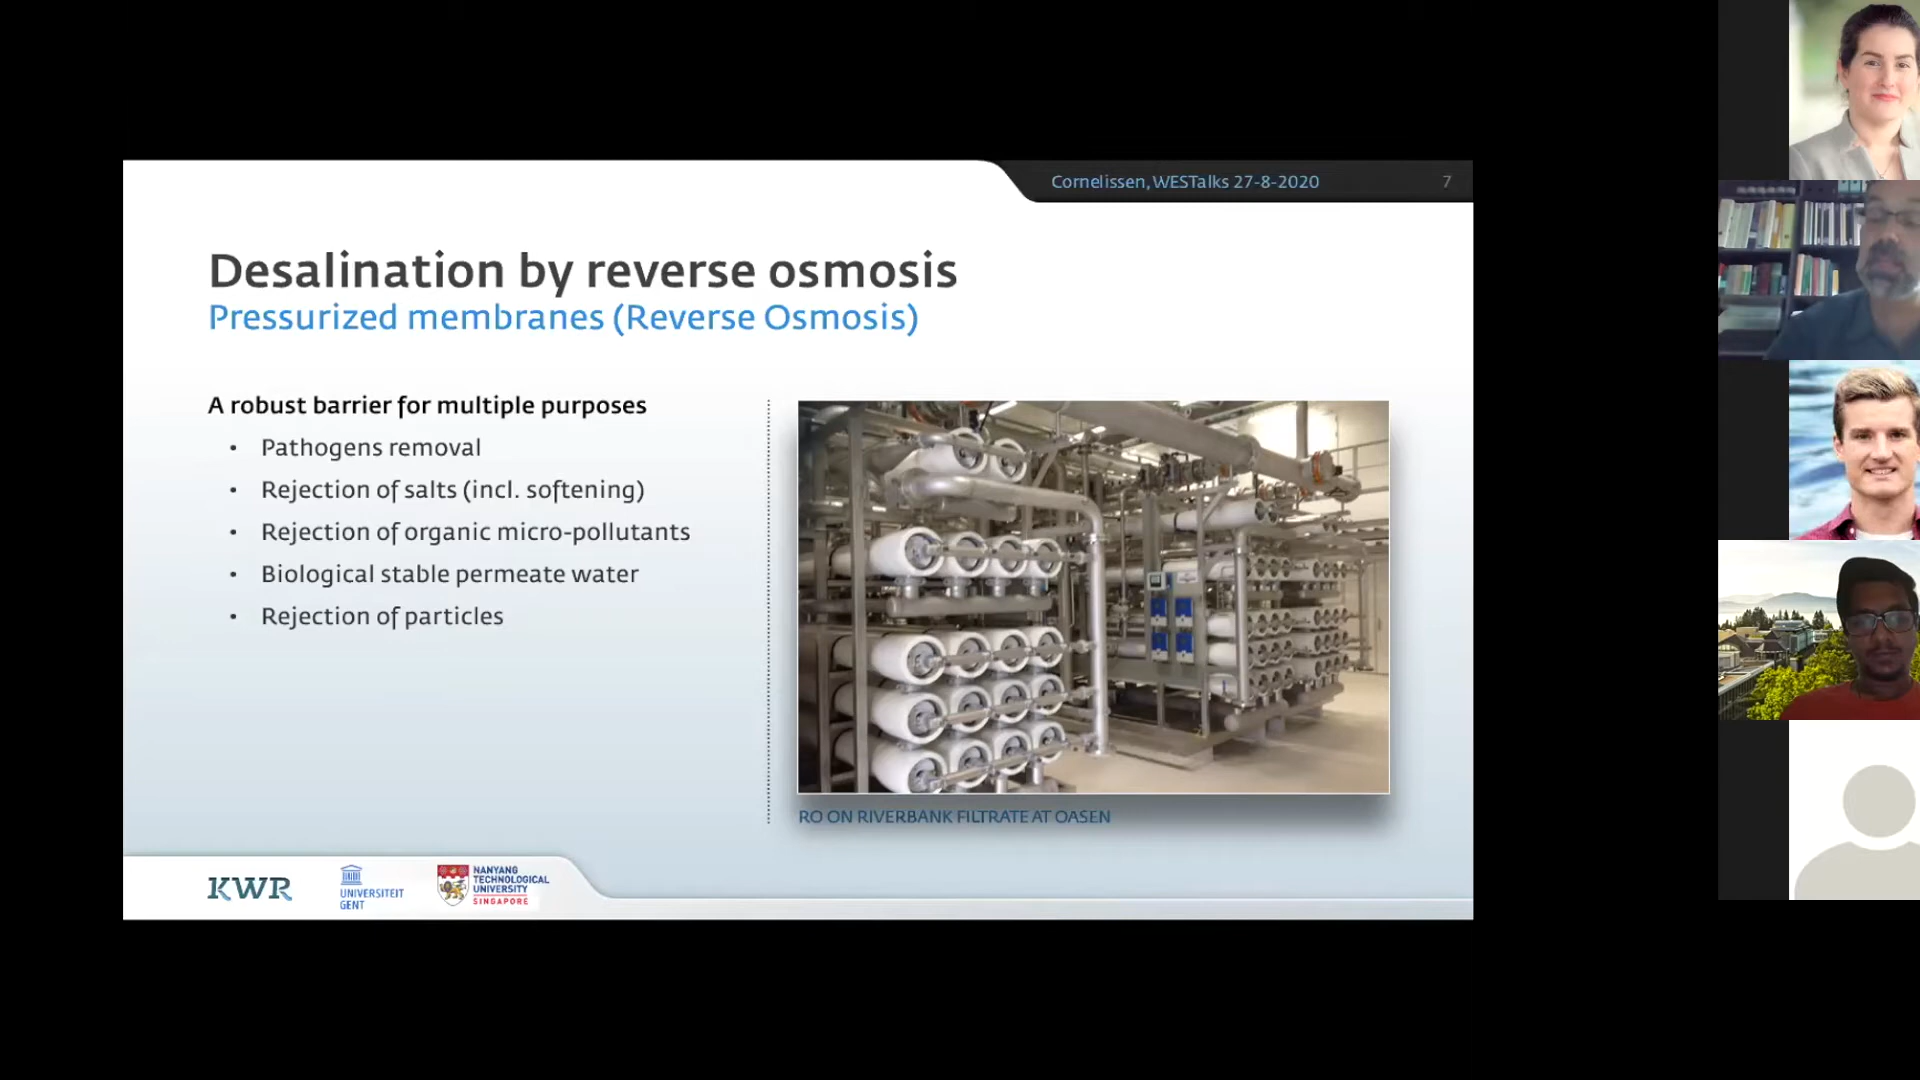 Cornelissen, WESTalks 27-8-2020 7
Desalination by reverse osmosis
Pressurized membranes (Reverse Osmosis)
A robust barrier for multiple purposes
• Pathogens removal
• Rejection of salts (incl. softening)
• Rejection of organic micro-pollutants
• Biological stable permeate water
• Rejection of particles
RO ON RIVERBANK FILTRATE AT OASEN
KWR
UNIVERSITEIT
GENT
NANYANG
TECHNOLOGICAL
UNIVERSITY
SINGAPORE